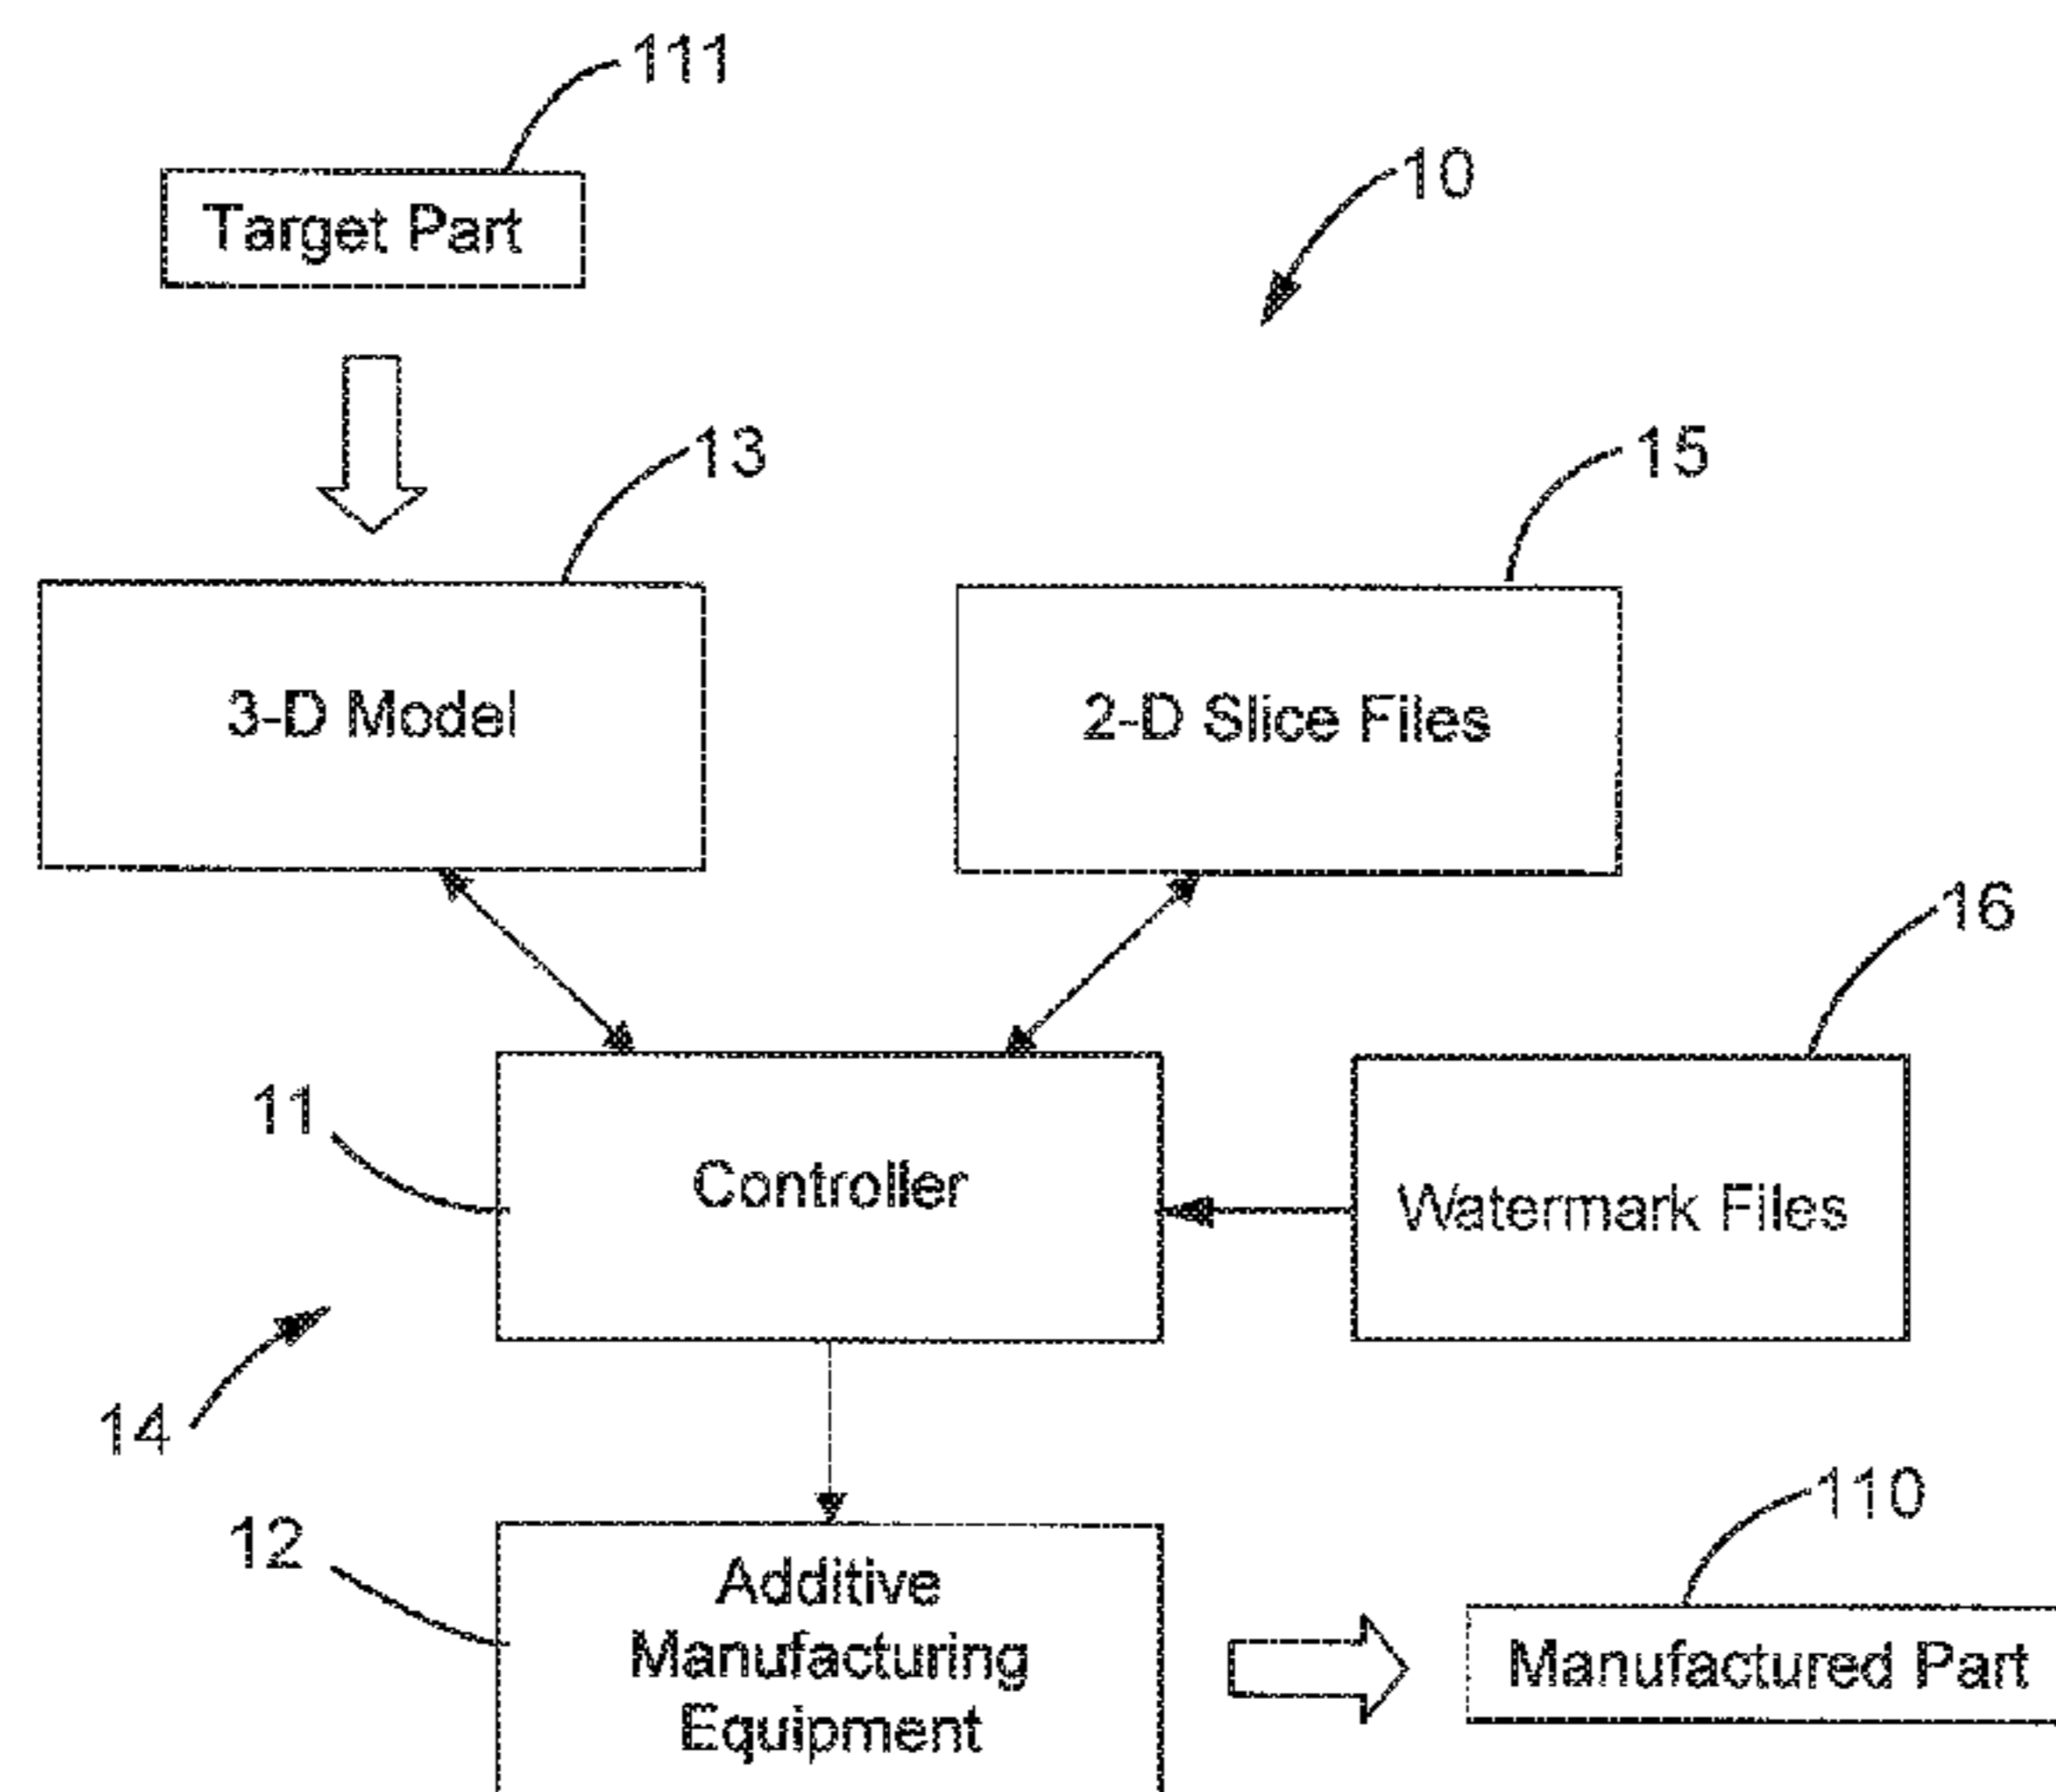 111
10
Target Part
13
15
3-D Model
2-D Slice Files
16
11
Controller
Watermark Files
14
12
110
Additive
Manufacturing
Equipment
Manufactured Part